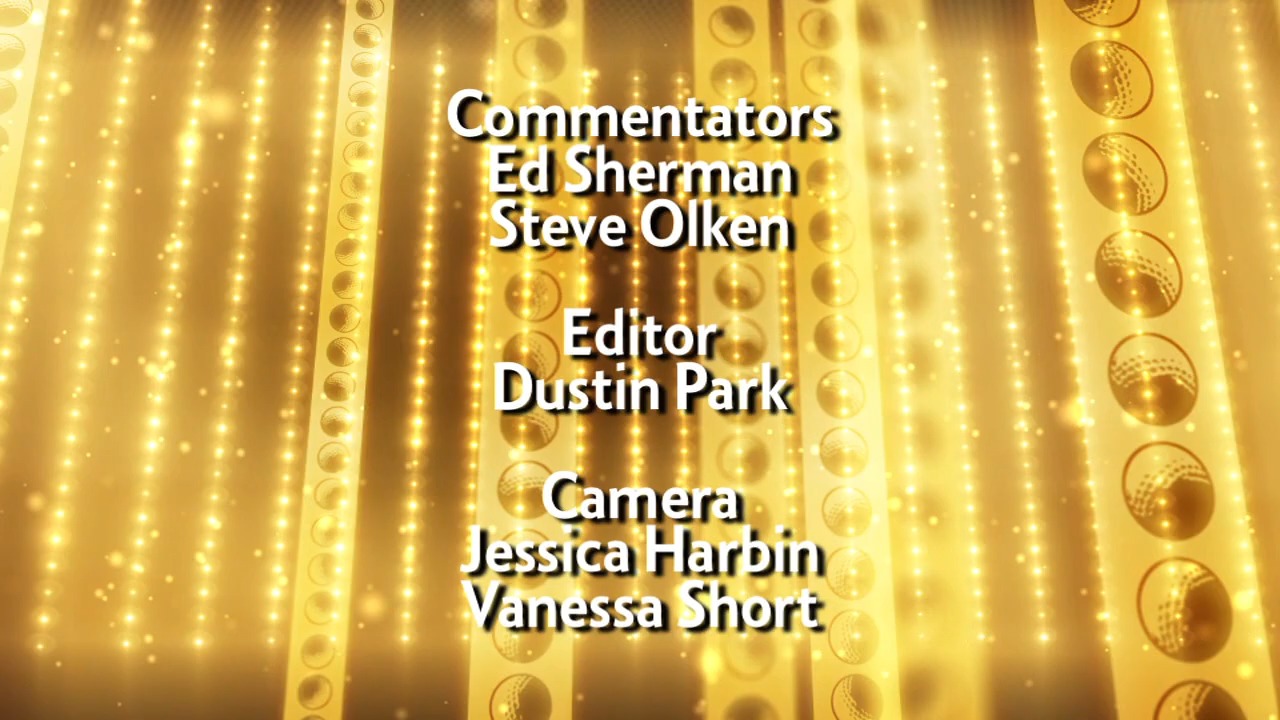 Commentators
Ed Sherman
Steve Olken
Editor
Dustin Park
Camera
Jessica Harbin
Vanessa Short